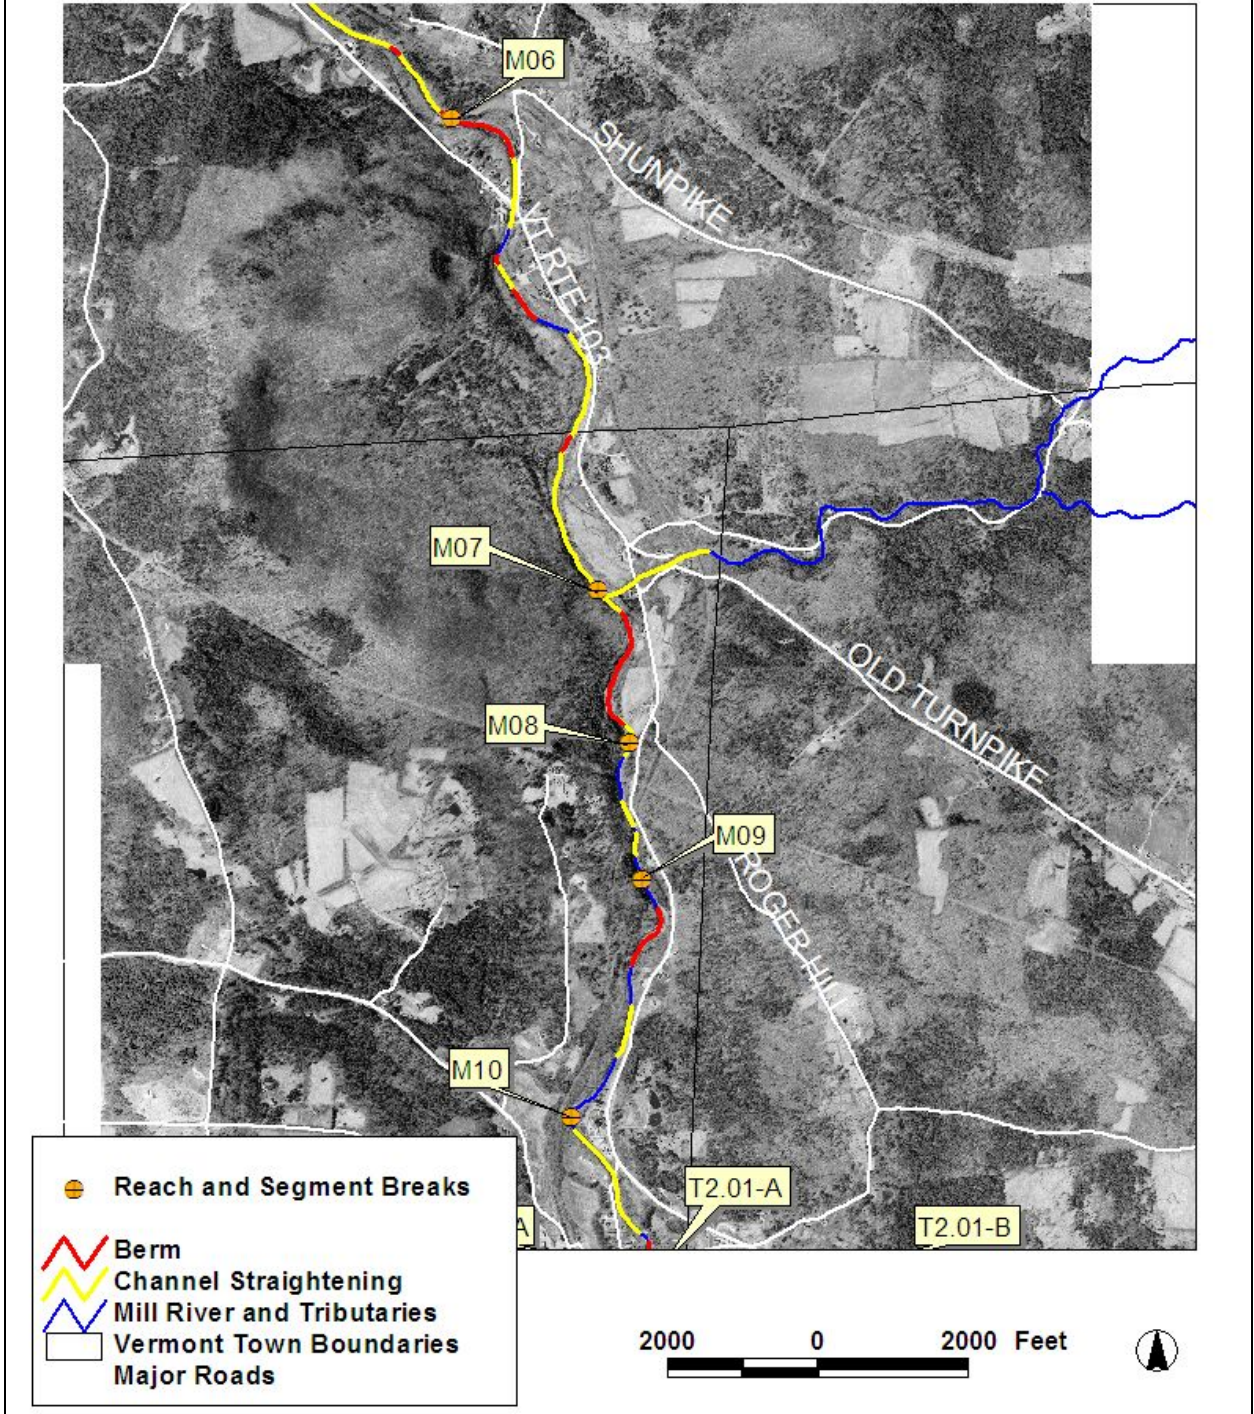 M06
SHUNPIKE
VT RTE 103
M07
OLD TURNPIKE
M08
M09
ROGER HILL
M10
T2.01-A
A
T2.01-B
Reach and Segment Breaks
Berm
Channel Straightening
Mill River and Tributaries
Vermont Town Boundaries
Major Roads
2000 0 2000 Feet